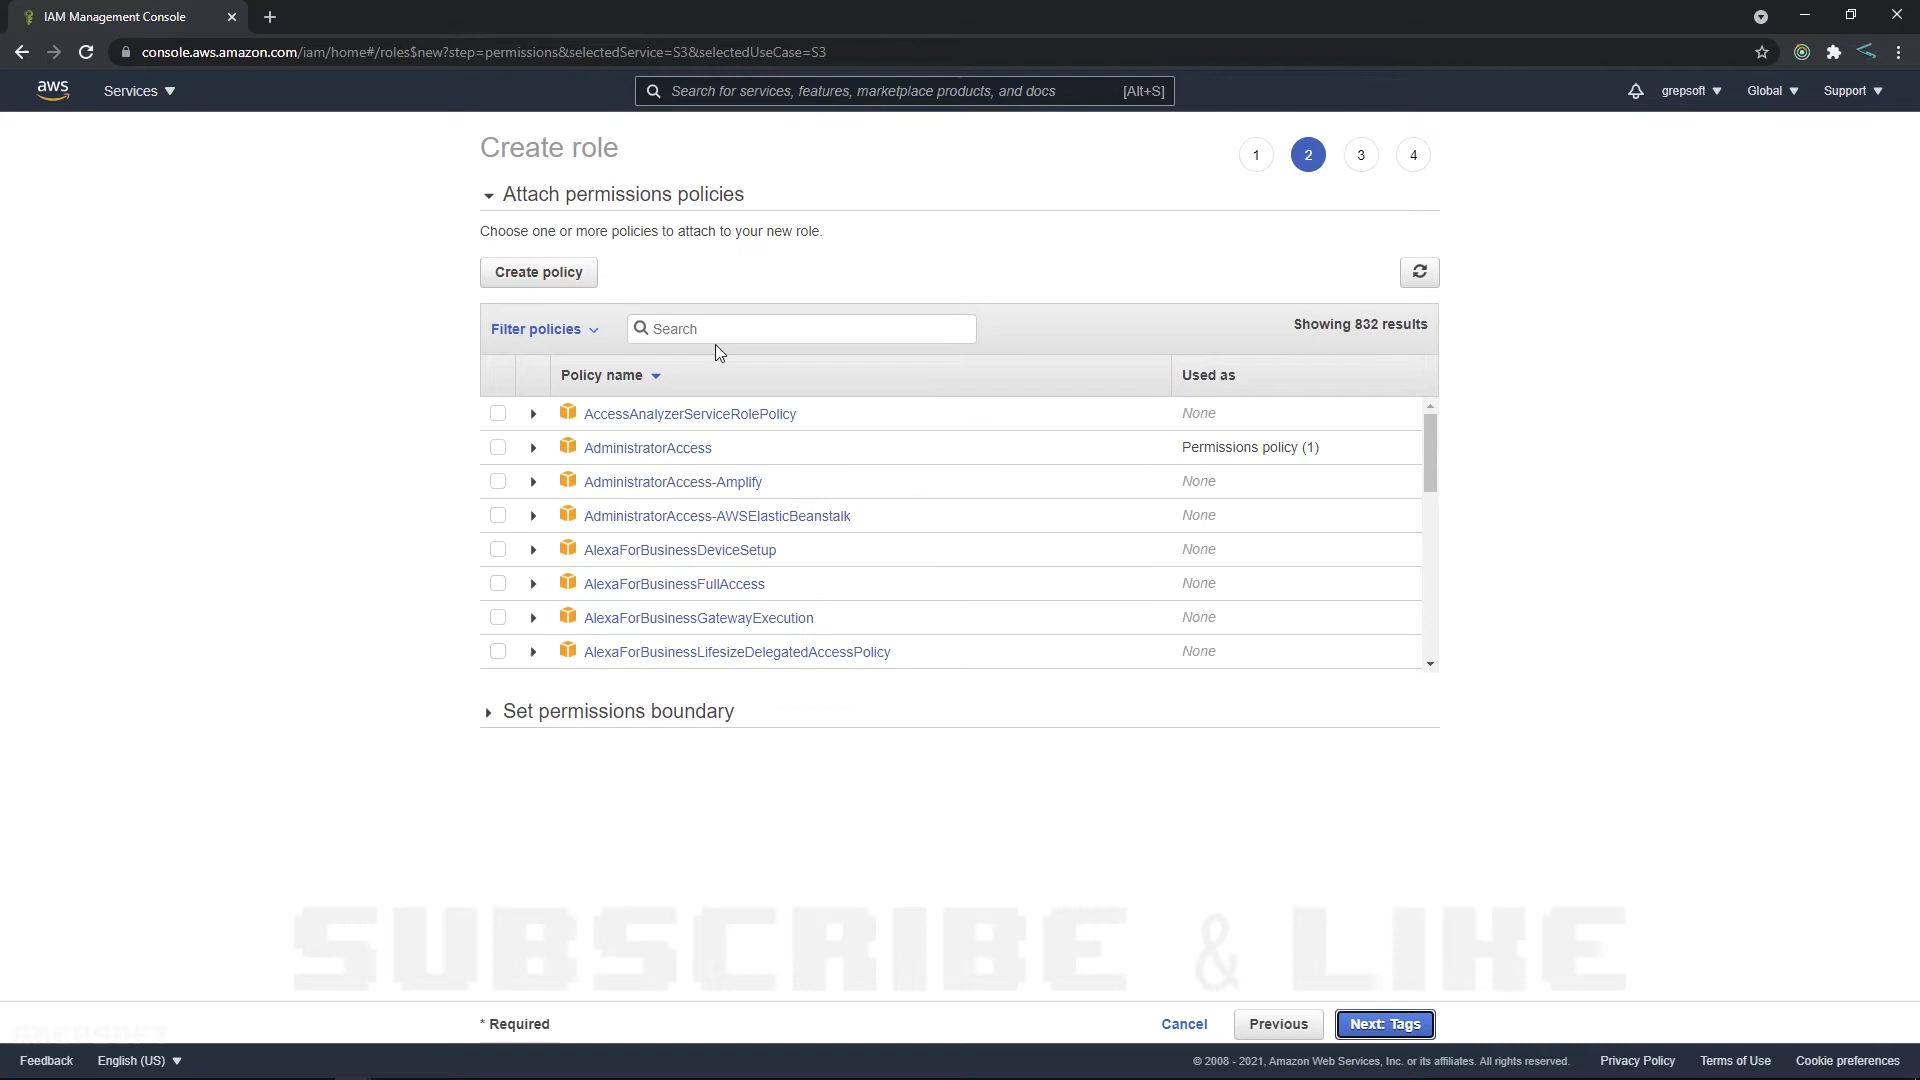 IAM Management Console
console.aws.amazon.com/iam/home#/roles$new?step=permissions&selectedService=S3&selectedUseCase=S3
aws
Services
Search for services, features, marketplace products, and docs [Alt+S]
grepsoft
Global
Support
Create role
1 2 3 4
Attach permissions policies
Choose one or more policies to attach to your new role.
Create policy
Filter policies
Search
Showing 832 results
Policy name
Used as
AccessAnalyzerServiceRolePolicy None
AdministratorAccess Permissions policy (1)
AdministratorAccess-Amplify None
AdministratorAccess-AWSElasticBeanstalk None
AlexaForBusinessDeviceSetup None
AlexaForBusinessFullAccess None
AlexaForBusinessGatewayExecution None
AlexaForBusinessLifesizeDelegatedAccessPolicy None
Set permissions boundary
SUBSCRIBE & LIKE
* Required
Cancel
Previous
Next: Tags
Feedback
English (US)
© 2008 - 2021, Amazon Web Services, Inc. or its affiliates. All rights reserved.
Privacy Policy
Terms of Use
Cookie preferences